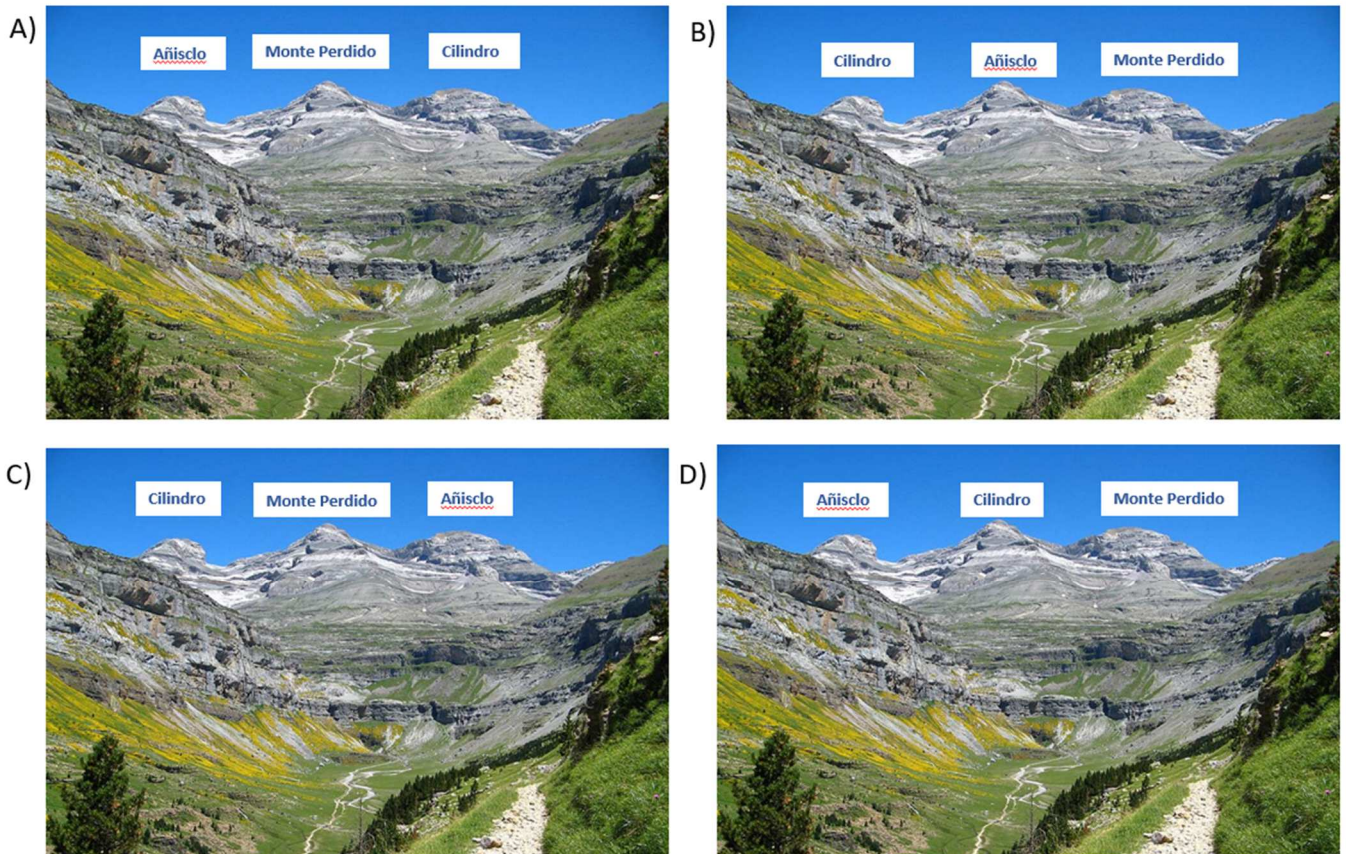 A)
Añisclo
Monte Perdido
Cilindro
B)
Cilindro
Añisclo
Monte Perdido
C)
Cilindro
Monte Perdido
Añisclo
D)
Añisclo
Cilindro
Monte Perdido